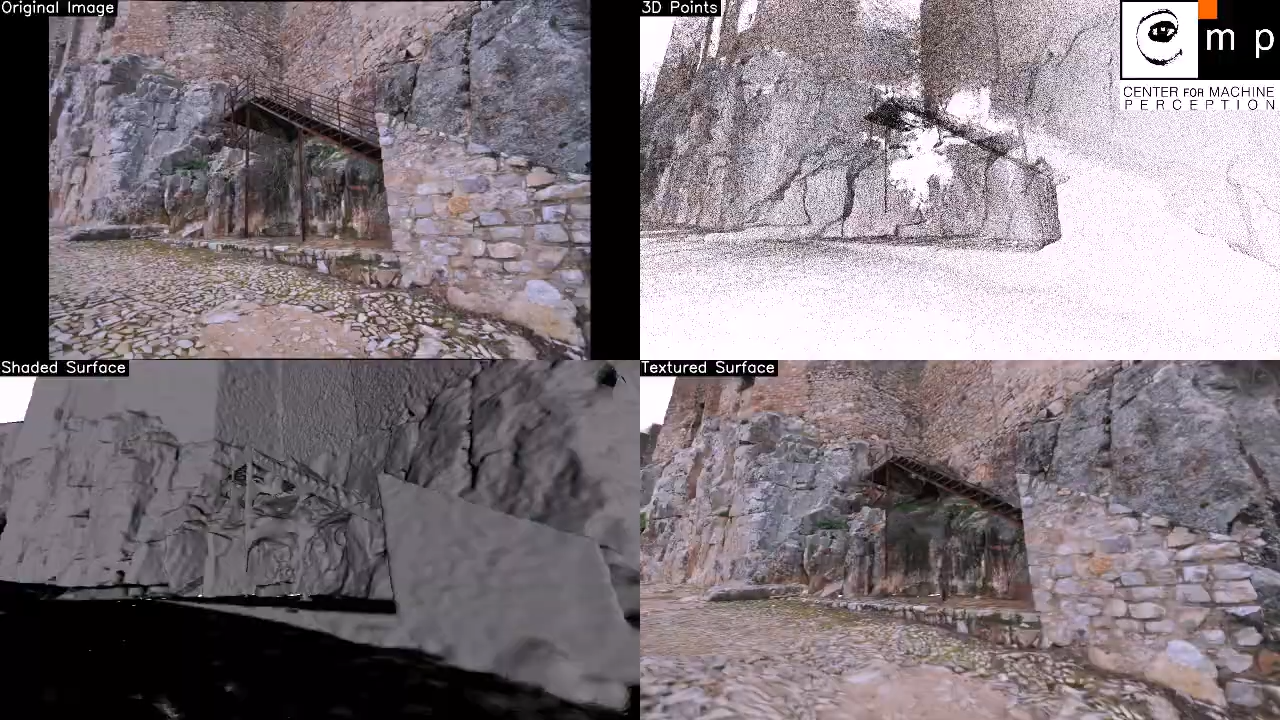 Original Image
3D Points
m p
CENTER FOR MACHINE
PERCEPTION
Shaded Surface
Textured Surface